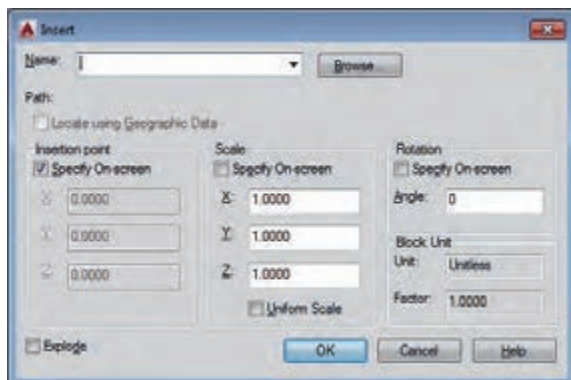 Insert
Name:
Browse...
Path:
Locate using Geographic Data
Insertion point
Specify On-screen
X: 0.0000
Y: 0.0000
Z: 0.0000
Scale
Specify On-screen
X: 1.0000
Y: 1.0000
Z: 1.0000
Uniform Scale
Rotation
Specify On-screen
Angle: 0
Block Unit
Unit: Unitless
Factor: 1.0000
Explode
OK
Cancel
Help